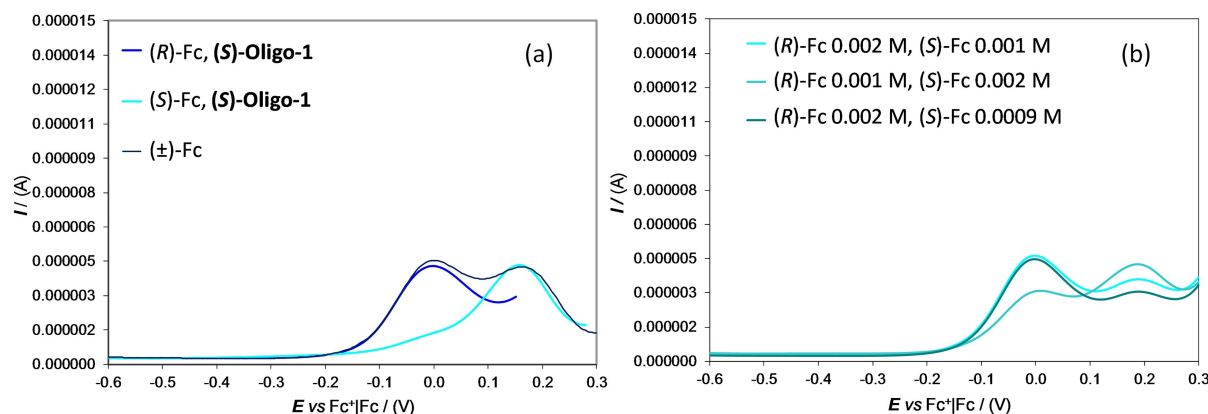 0.000015
0.000014
0.000012
0.000011
0.000009
0.000008
0.000006
0.000005
0.000003
0.000002
0.000000
I / (A)
(R)-Fc, (S)-Oligo-1
(S)-Fc, (S)-Oligo-1
(±)-Fc
(a)
-0.6 -0.5 -0.4 -0.3 -0.2 -0.1 0.0 0.1 0.2 0.3
E vs Fc⁺|Fc / (V)
0.000015
0.000014
0.000012
0.000011
0.000009
0.000008
0.000006
0.000005
0.000003
0.000002
0.000000
I / (A)
(R)-Fc 0.002 M, (S)-Fc 0.001 M
(R)-Fc 0.001 M, (S)-Fc 0.002 M
(R)-Fc 0.002 M, (S)-Fc 0.0009 M
(b)
-0.6 -0.5 -0.4 -0.3 -0.2 -0.1 0.0 0.1 0.2 0.3
E vs Fc⁺|Fc / (V)